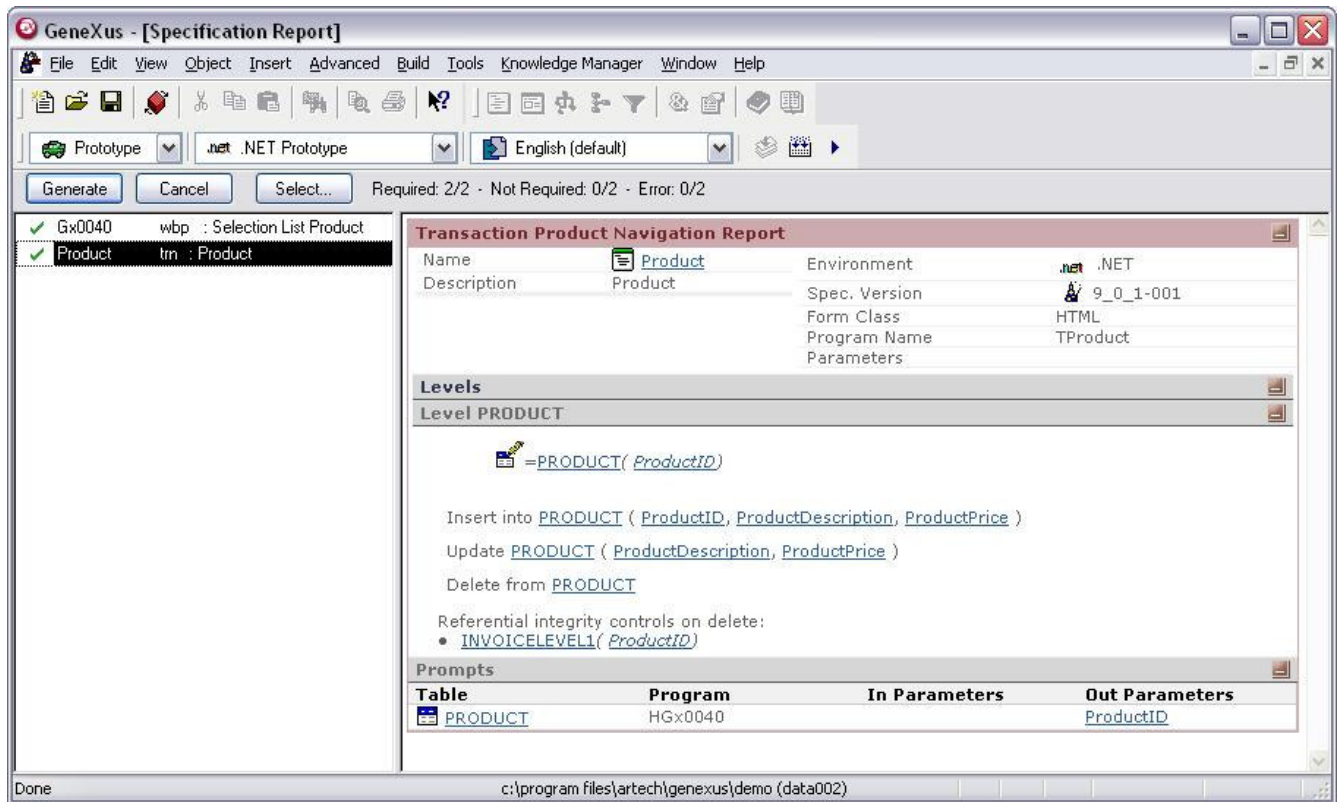 GeneXus - [Specification Report]
File Edit View Object Insert Advanced Build Tools Knowledge Manager Window Help
Prototype .net .NET Prototype English (default)
Generate Cancel Select... Required: 2/2 - Not Required: 0/2 - Error: 0/2
Gx0040 wbp : Selection List Product
Product trn : Product
Transaction Product Navigation Report
Name Product
Description Product
Environment .net .NET
Spec. Version 9_0_1-001
Form Class HTML
Program Name TProduct
Parameters
Levels
Level PRODUCT
=PRODUCT( ProductID)
Insert into PRODUCT ( ProductID, ProductDescription, ProductPrice )
Update PRODUCT ( ProductDescription, ProductPrice )
Delete from PRODUCT
Referential integrity controls on delete:
• INVOICELEVEL1( ProductID)
Prompts
Table Program In Parameters Out Parameters
PRODUCT HGx0040 ProductID
Done c:\program files\artech\genexus\demo (data002)